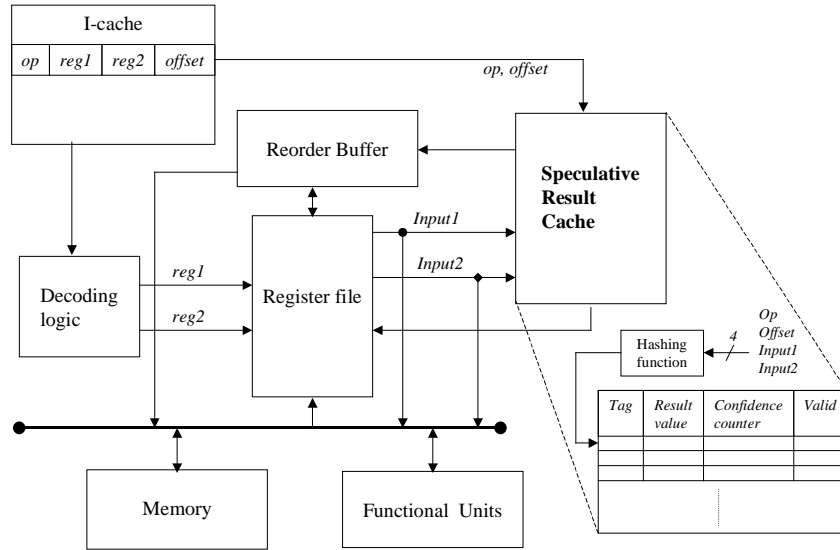 I-cache
op reg1 reg2 offset
op, offset
Reorder Buffer
Speculative
Result
Cache
Input1
Input2
reg1
reg2
Decoding
logic
Register file
Hashing
function
4
Op
Offset
Input1
Input2
Tag Result value Confidence counter Valid
Memory
Functional Units